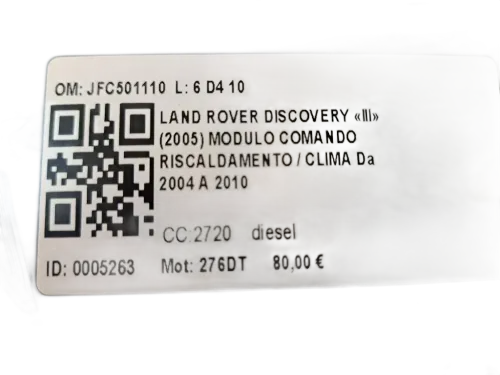 OM: JFC501110 L: 6 D4 10
LAND ROVER DISCOVERY «III»
(2005) MODULO COMANDO
RISCALDAMENTO / CLIMA Da
2004 A 2010
CC:2720 diesel
ID: 0005263 Mot: 276DT 80,00 €